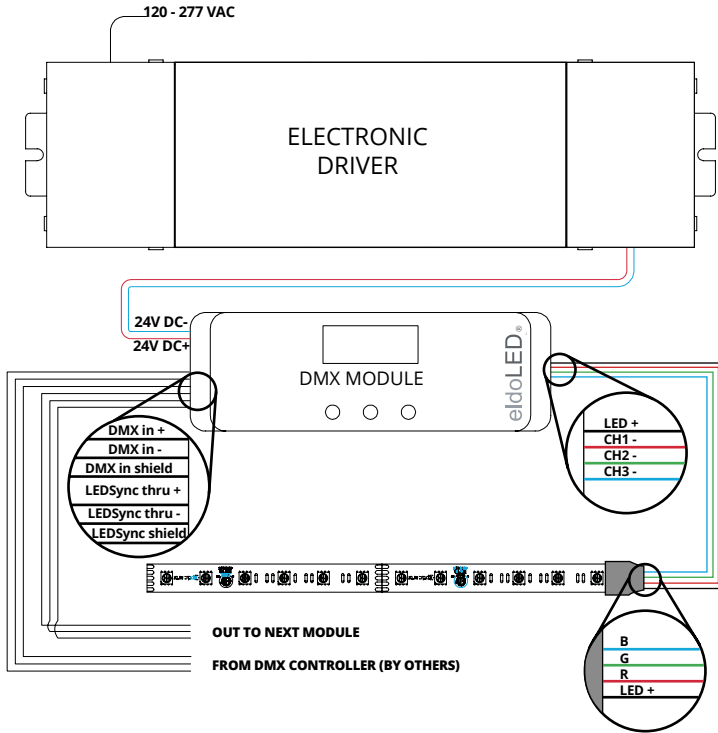 120 - 277 VAC
ELECTRONIC
DRIVER
24V DC-
24V DC+
DMX MODULE
eldoLED®
DMX in +
DMX in -
DMX in shield
LEDSync thru +
LEDSync thru -
LEDSync shield
LED +
CH1 -
CH2 -
CH3 -
OUT TO NEXT MODULE
FROM DMX CONTROLLER (BY OTHERS)
B
G
R
LED +